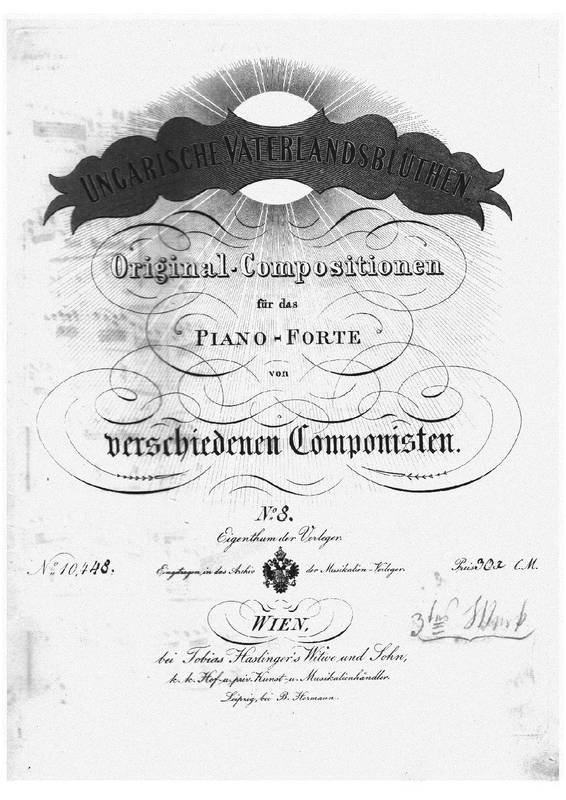 UNGARISCHE VATERLANDSBLÜTHEN.
Original-Compositionen
für das
PIANO-FORTE
von
verschiedenen Componisten.
No. 8.
Eigenthum der Verleger.
No. 10,448. Eingetragen in das Archiv der Musikalien-Verleger. Preis 30 x C.M.
WIEN,
3tes Werk
bei Tobias Haslinger's Witwe und Sohn,
k. k. Hof- u. priv. Kunst- u. Musikalienhändler.
Leipzig, bei B. Hermann.